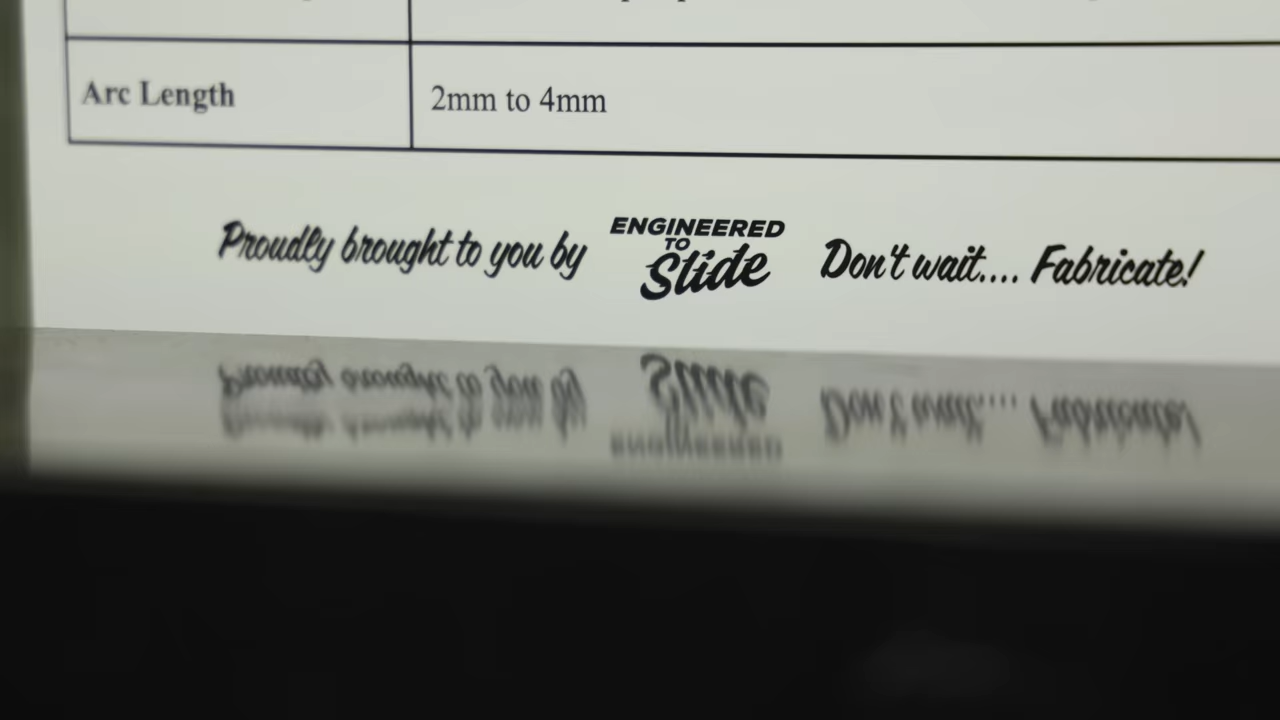 Arc Length 2mm to 4mm
Proudly brought to you by ENGINEERED TO Slide Don't wait.... Fabricate!